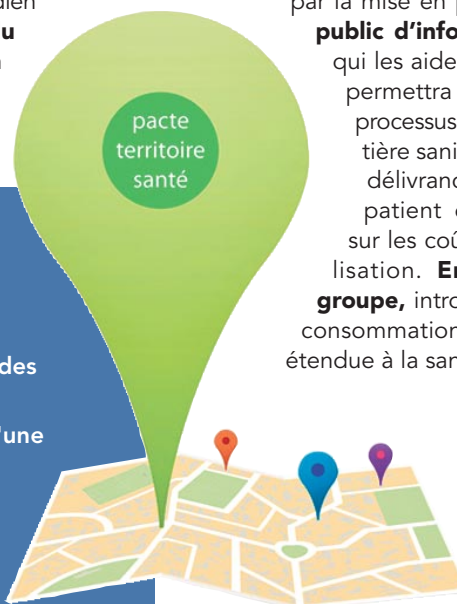 dien
u
pacte
territoire
santé
des
'une
par la mise en p
public d'info
qui les aide
permettra
processus
tière sani
délivranc
patient
sur les coû
lisation. En
groupe, intro
consommation
étendue à la san